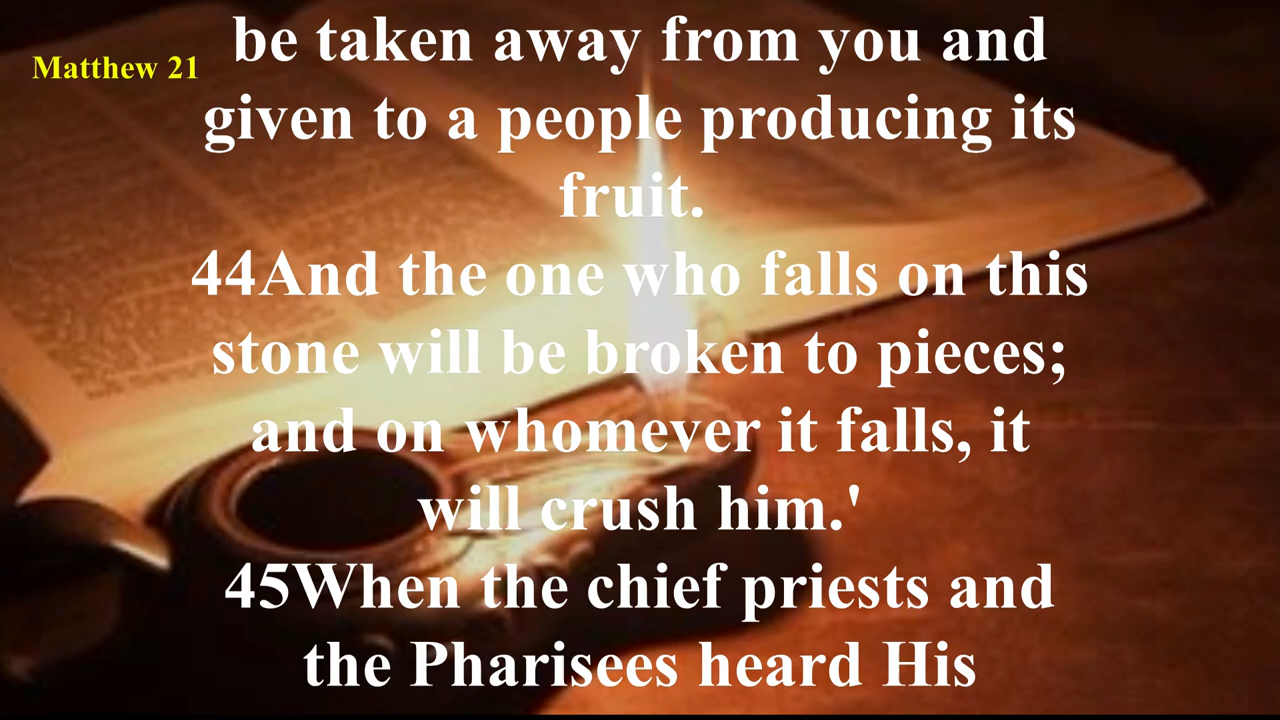 be taken away from you and
Matthew 21
given to a people producing its
fruit.
44And the one who falls on this
stone will be broken to pieces;
and on whomever it falls, it
will crush him.'
45When the chief priests and
the Pharisees heard His